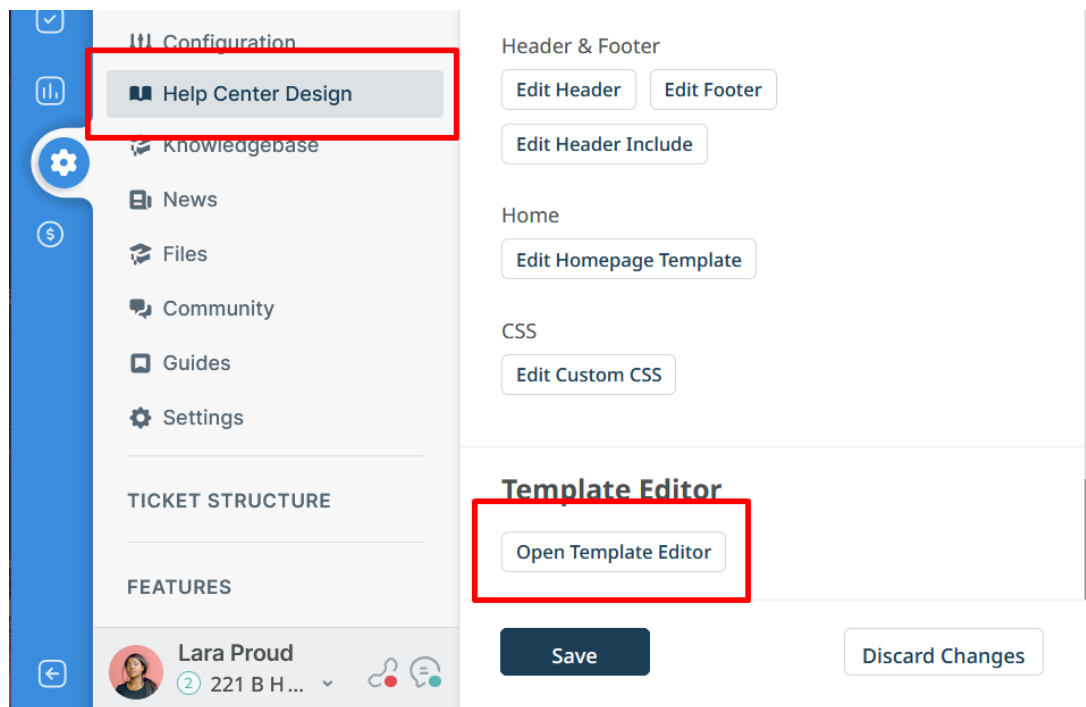 Configuration
Help Center Design
Knowledgebase
News
Files
Community
Guides
Settings
TICKET STRUCTURE
FEATURES
Lara Proud
2 221 B H ...
Header & Footer
Edit Header Edit Footer
Edit Header Include
Home
Edit Homepage Template
CSS
Edit Custom CSS
Template Editor
Open Template Editor
Save Discard Changes